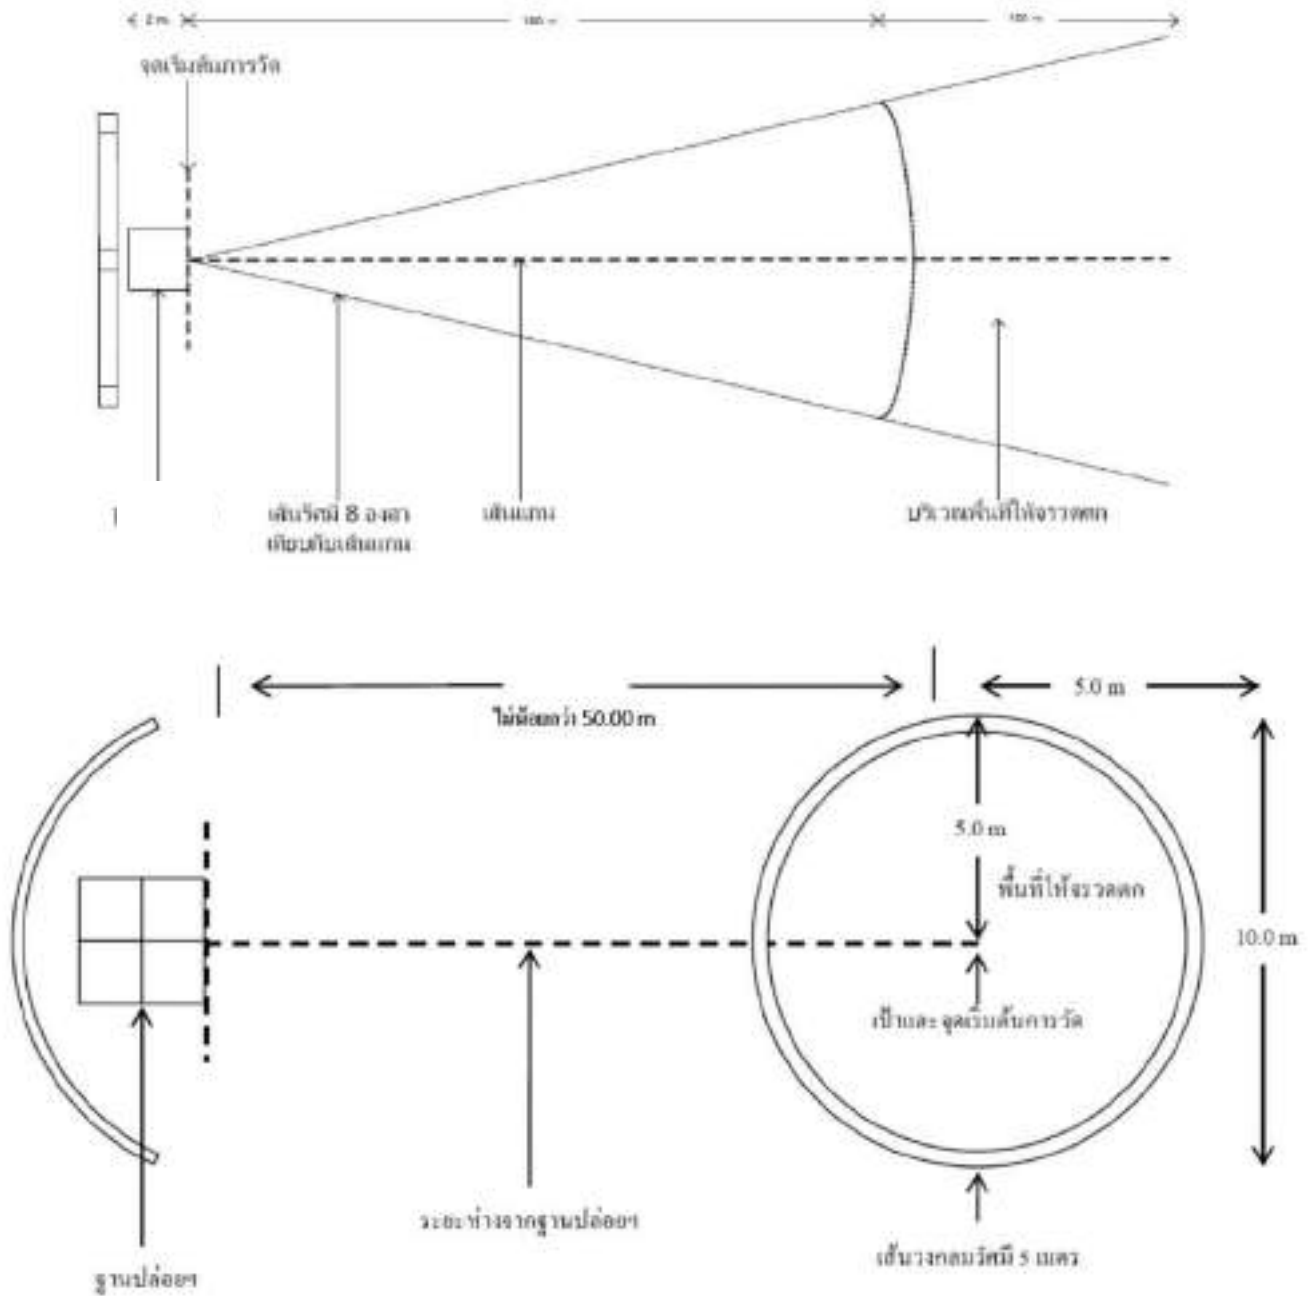 2 m
100 m
จุดเริ่มต้นการวัด
เส้นรัศมี 8 องศา
เทียบกับเส้นแกน
เส้นแกน
บริเวณพื้นที่ให้จรวดตก
5.0 m
ไม่น้อยกว่า 50.00 m
5.0 m
พื้นที่ให้จรวดตก
10.0 m
เป้าและจุดเริ่มต้นการวัด
ระยะห่างจากฐานปล่อยฯ
เส้นวงกลมรัศมี 5 เมตร
ฐานปล่อยฯ